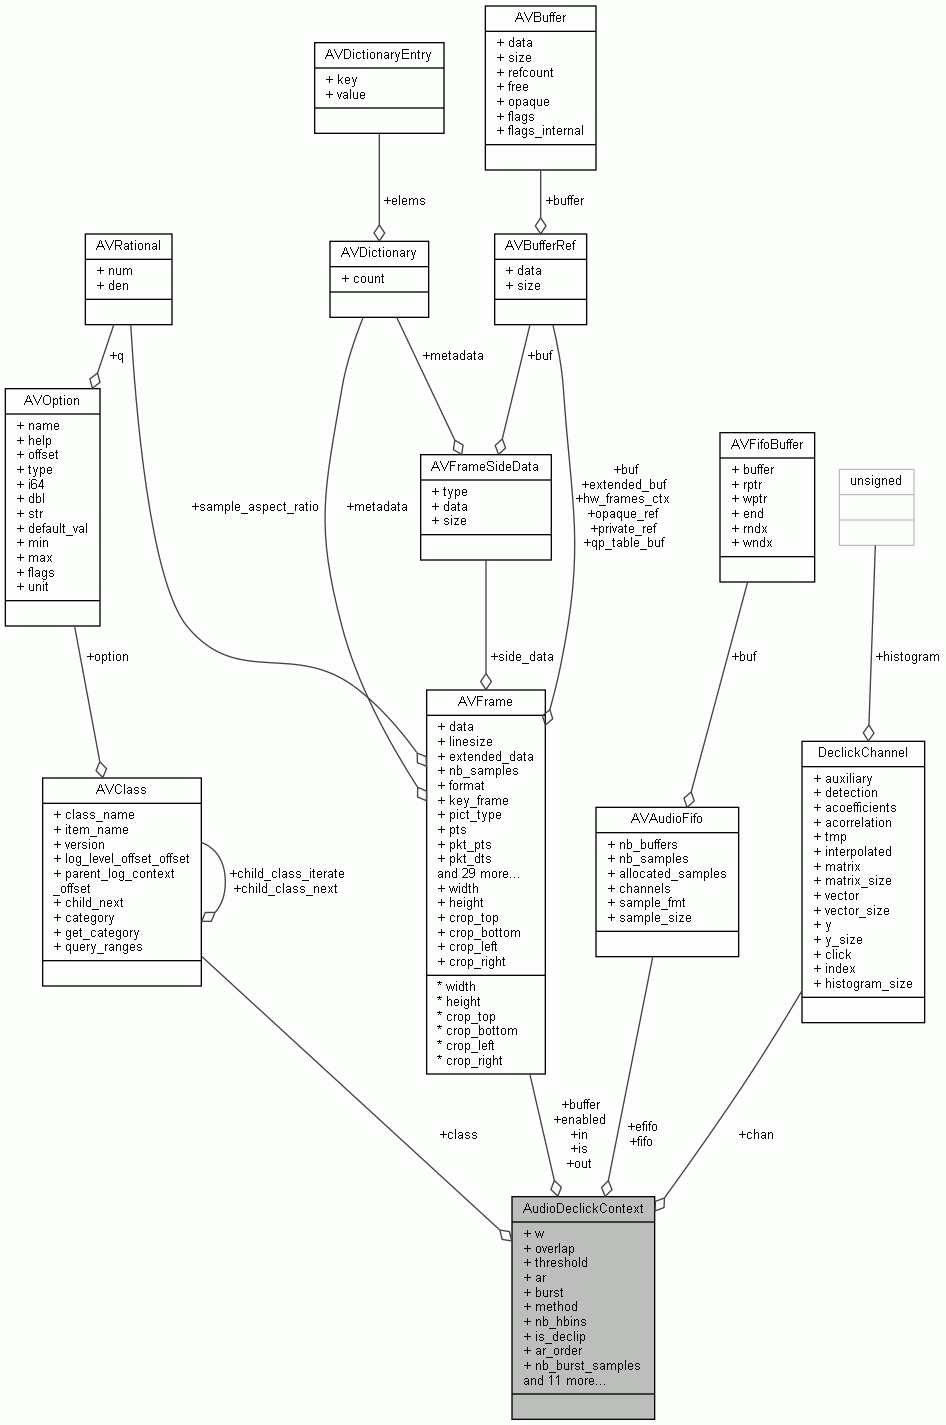 AVBuffer
+ data
+ size
+ refcount
+ free
+ opaque
+ flags
+ flags_internal
AVDictionaryEntry
+ key
+ value
+elems
+buffer
AVRational
+ num
+ den
AVDictionary
+ count
AVBufferRef
+ data
+ size
+q
+metadata
+buf
AVOption
+ name
+ help
+ offset
+ type
+ i64
+ dbl
+ str
+ default_val
+ min
+ max
+ flags
+ unit
AVFrameSideData
+ type
+ data
+ size
AVFifoBuffer
+ buffer
+ rptr
+ wptr
+ end
+ rndx
+ wndx
unsigned
+sample_aspect_ratio
+metadata
+buf
+extended_buf
+hw_frames_ctx
+opaque_ref
+private_ref
+qp_table_buf
+option
+side_data
+buf
+histogram
AVFrame
+ data
+ linesize
+ extended_data
+ nb_samples
+ format
+ key_frame
+ pict_type
+ pts
+ pkt_pts
+ pkt_dts
and 29 more...
+ width
+ height
+ crop_top
+ crop_bottom
+ crop_left
+ crop_right
* width
* height
* crop_top
* crop_bottom
* crop_left
* crop_right
DeclickChannel
+ auxiliary
+ detection
+ acoefficients
+ acorrelation
+ tmp
+ interpolated
+ matrix
+ matrix_size
+ vector
+ vector_size
+ y
+ y_size
+ click
+ index
+ histogram_size
AVClass
+ class_name
+ item_name
+ version
+ log_level_offset_offset
+ parent_log_context
_offset
+ child_next
+ category
+ get_category
+ query_ranges
+child_class_iterate
+child_class_next
AVAudioFifo
+ nb_buffers
+ nb_samples
+ allocated_samples
+ channels
+ sample_fmt
+ sample_size
+class
+buffer
+enabled
+in
+is
+out
+efifo
+fifo
+chan
AudioDeclickContext
+ w
+ overlap
+ threshold
+ ar
+ burst
+ method
+ nb_hbins
+ is_declip
+ ar_order
+ nb_burst_samples
and 11 more...